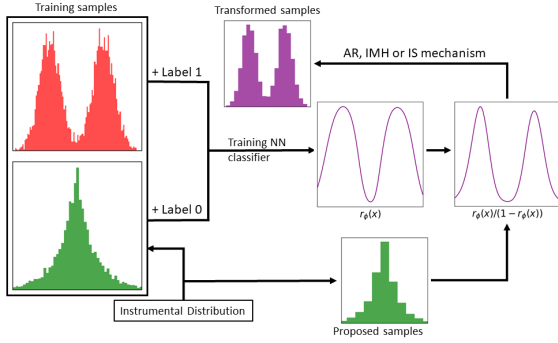 Training samples
Transformed samples
+ Label 1
AR, IMH or IS mechanism
Training NN
classifier
+ Label 0
rϕ(x)
rϕ(x)/(1 − rϕ(x))
Instrumental Distribution
Proposed samples